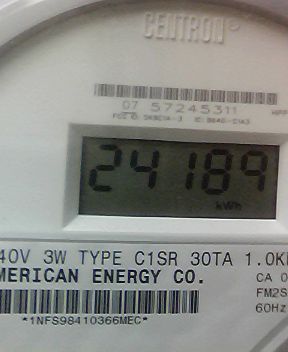 CENTRON®
07 57245311
24189
kWh
40V 3W TYPE C1SR 30TA 1.0K
MERICAN ENERGY CO.
CA 0
FM2S
60Hz
*1NFS98410366MEC*